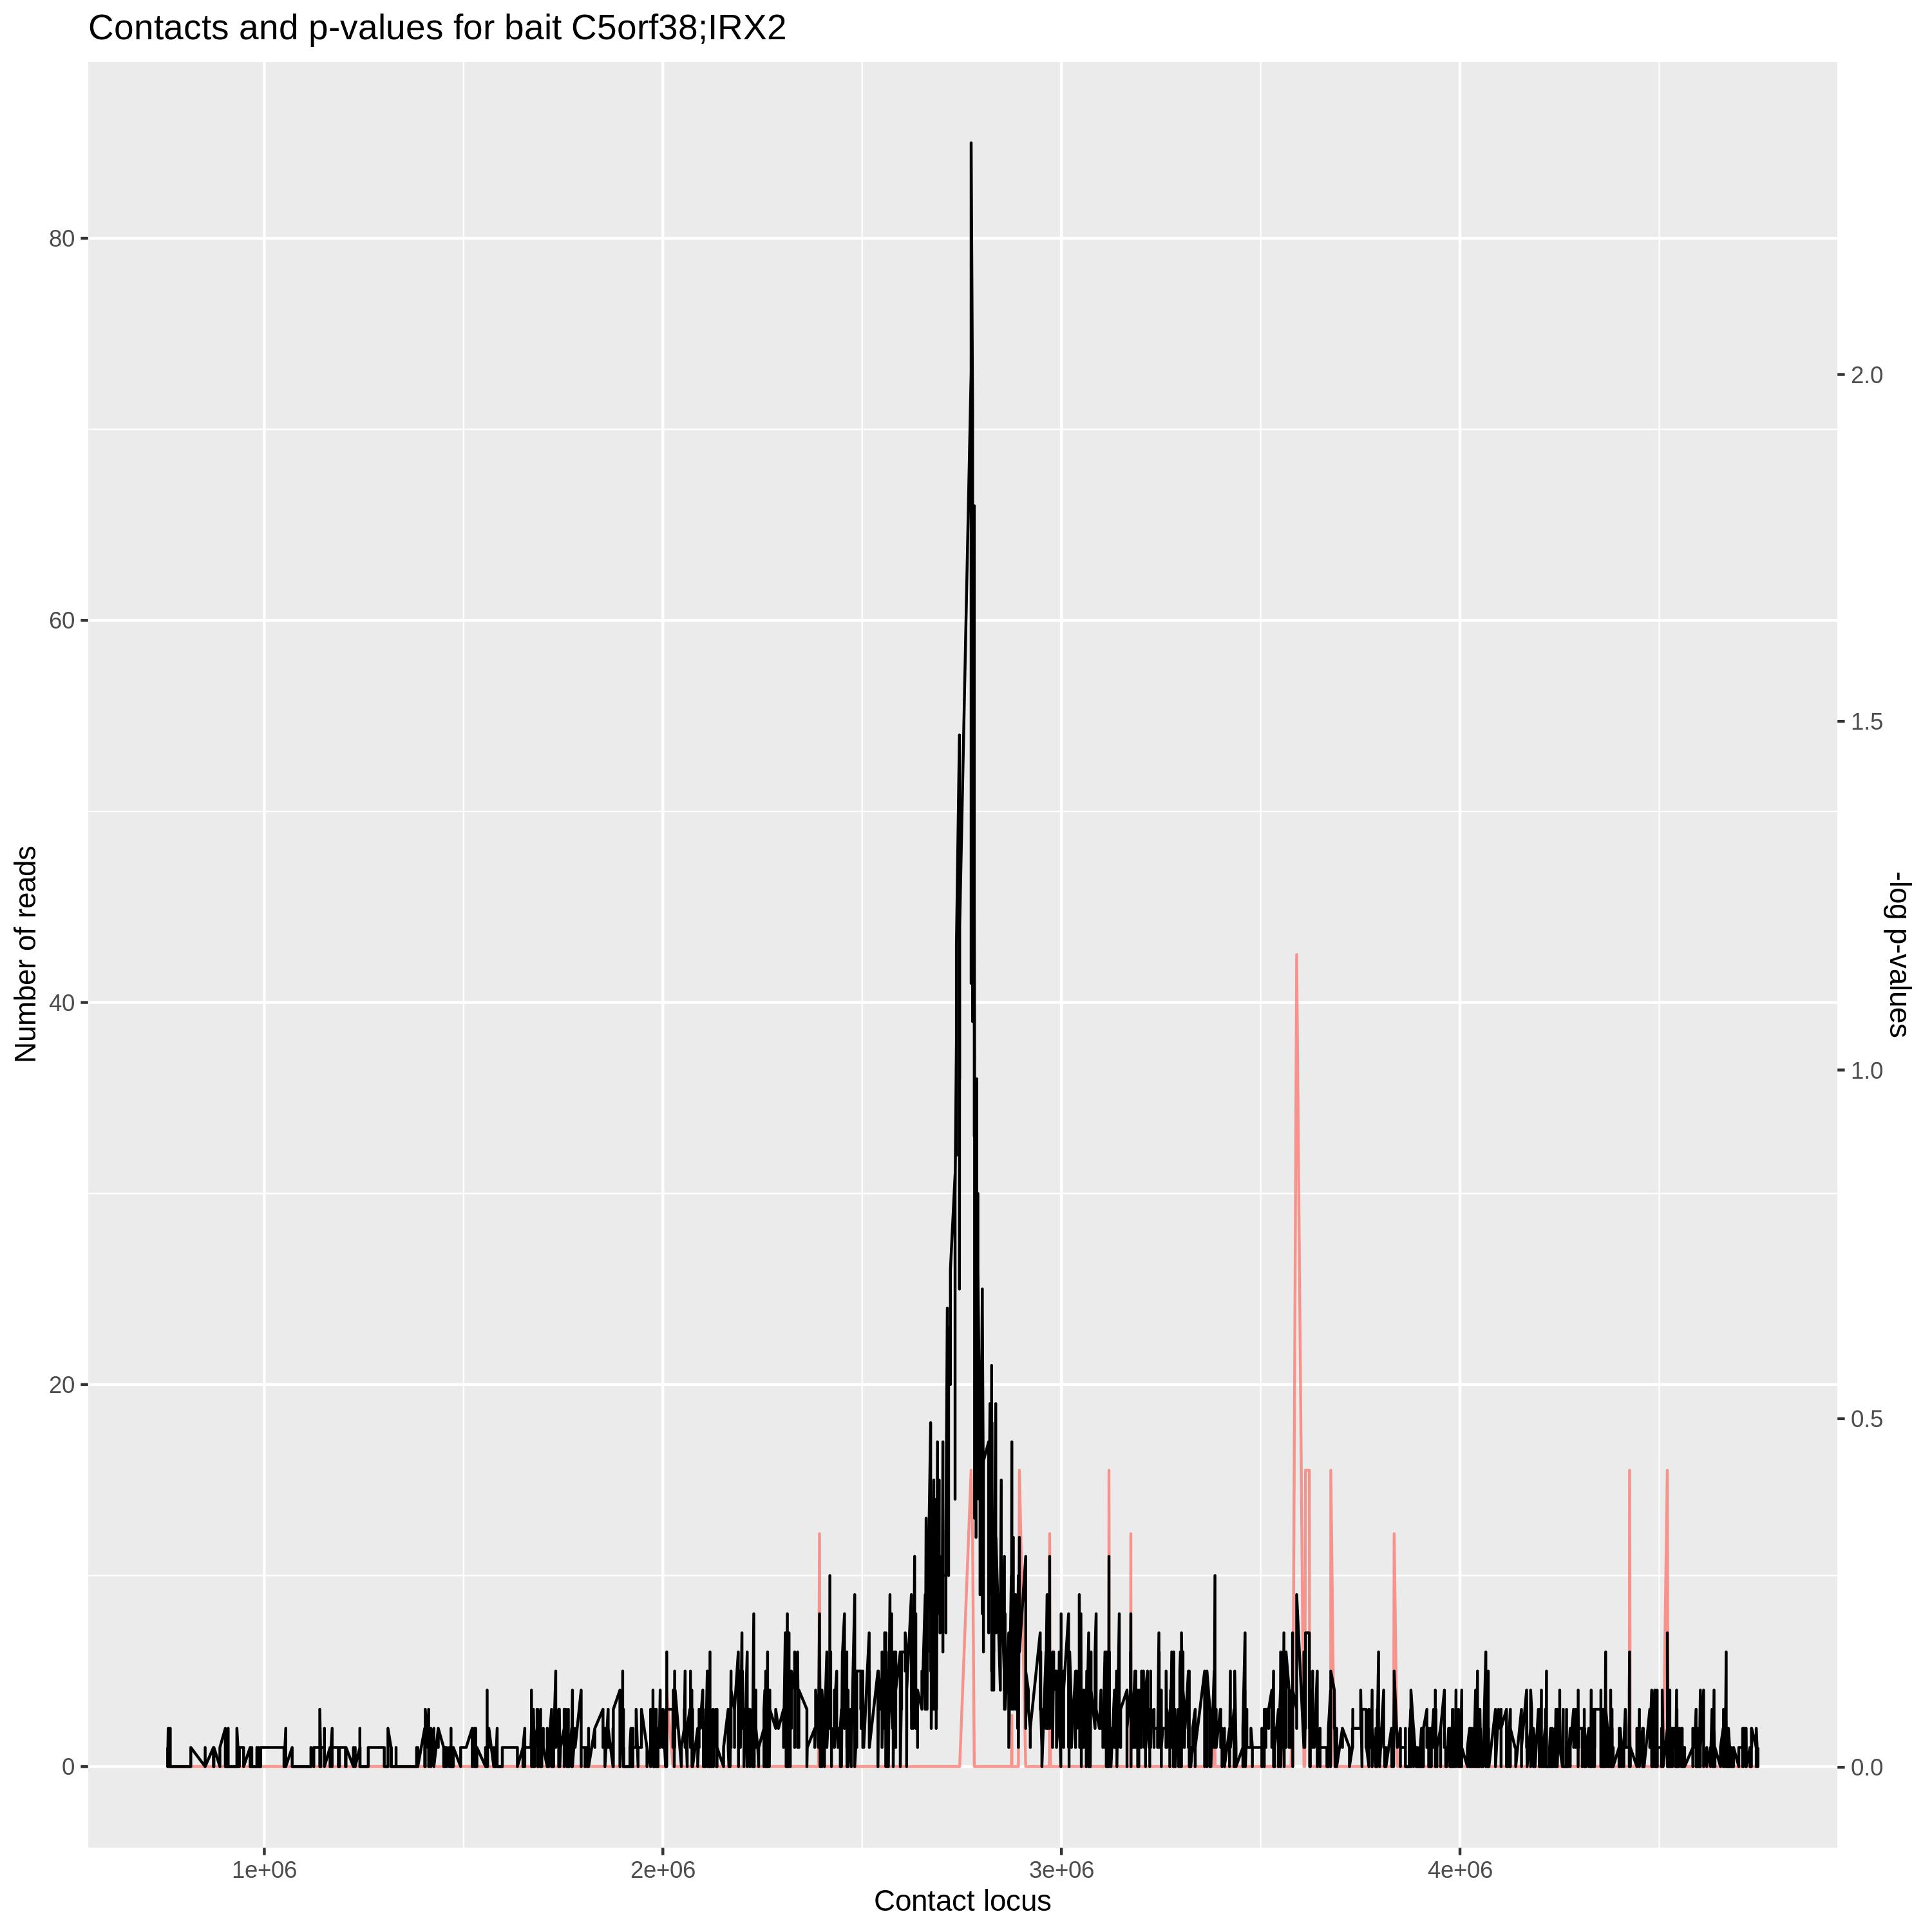 Contacts and p-values for bait C5orf38;IRX2
80
60
40
20
0
Number of reads
2.0
1.5
1.0
0.5
0.0
-log p-values
1e+06
2e+06
3e+06
4e+06
Contact locus